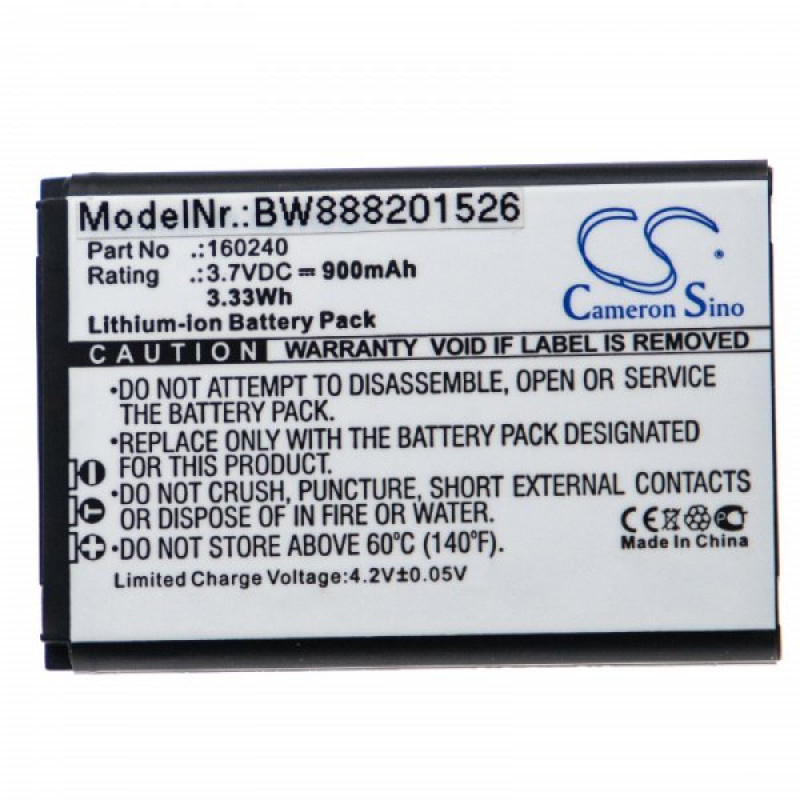 ModelNr.:BW888201526
Part No .:160240
Rating .:3.7VDC = 900mAh
3.33Wh
Lithium-ion Battery Pack
CS
Cameron Sino
CAUTION WARRANTY VOID IF LABEL IS REMOVED
•DO NOT ATTEMPT TO DISASSEMBLE, OPEN OR SERVICE
THE BATTERY PACK.
•REPLACE ONLY WITH THE BATTERY PACK DESIGNATED
FOR THIS EQUIPMENT.
•DO NOT CRUSH, PUNCTURE, SHORT EXTERNAL CONTACTS
OR DISPOSE OF IN FIRE OR WATER.
•DO NOT STORE ABOVE 60°C (140°F).
CE
Made In China
Limited Charge Voltage:4.2V±0.05V